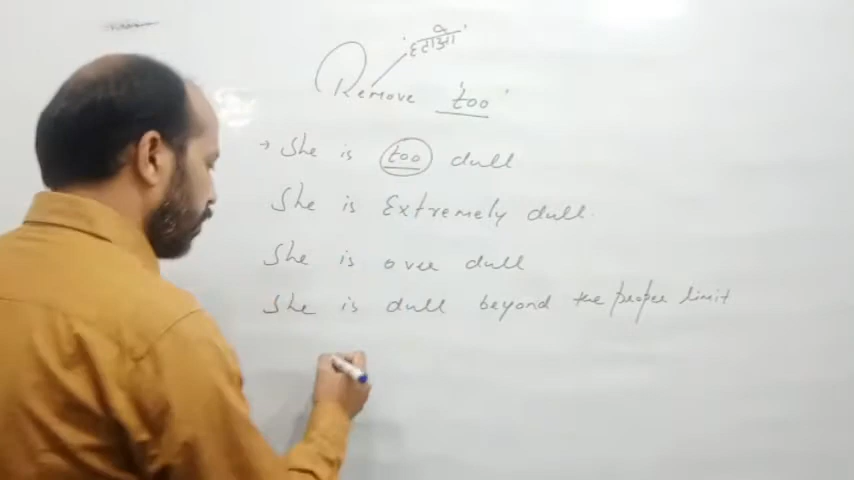 हटाओ
Remove 'too'
→ She is too dull
She is Extremely dull.
She is over dull
She is dull beyond the proper limit